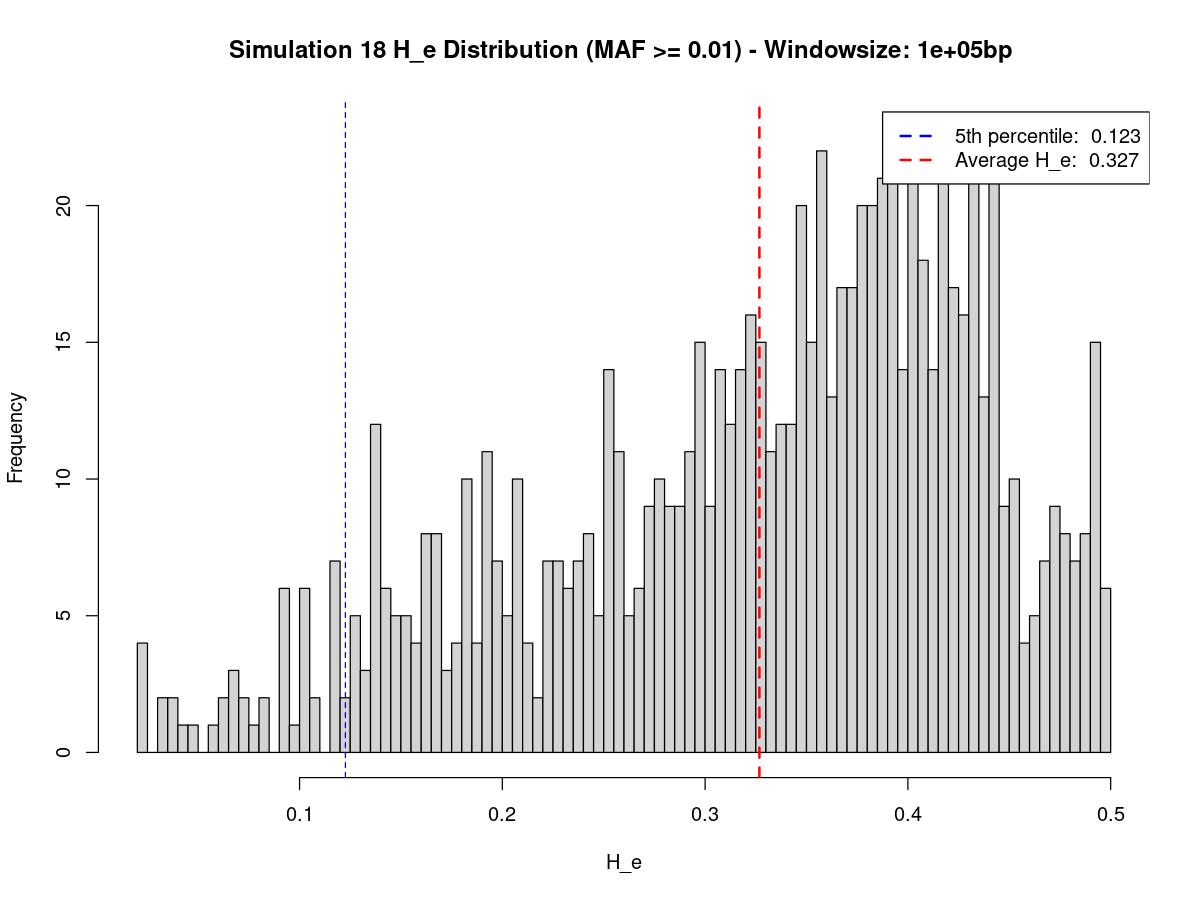 Simulation 18 H_e Distribution (MAF >= 0.01) - Windowsize: 1e+05bp
5th percentile:  0.123
Average H_e:  0.327
Frequency
20
15
10
5
0
0.1 0.2 0.3 0.4 0.5
H_e